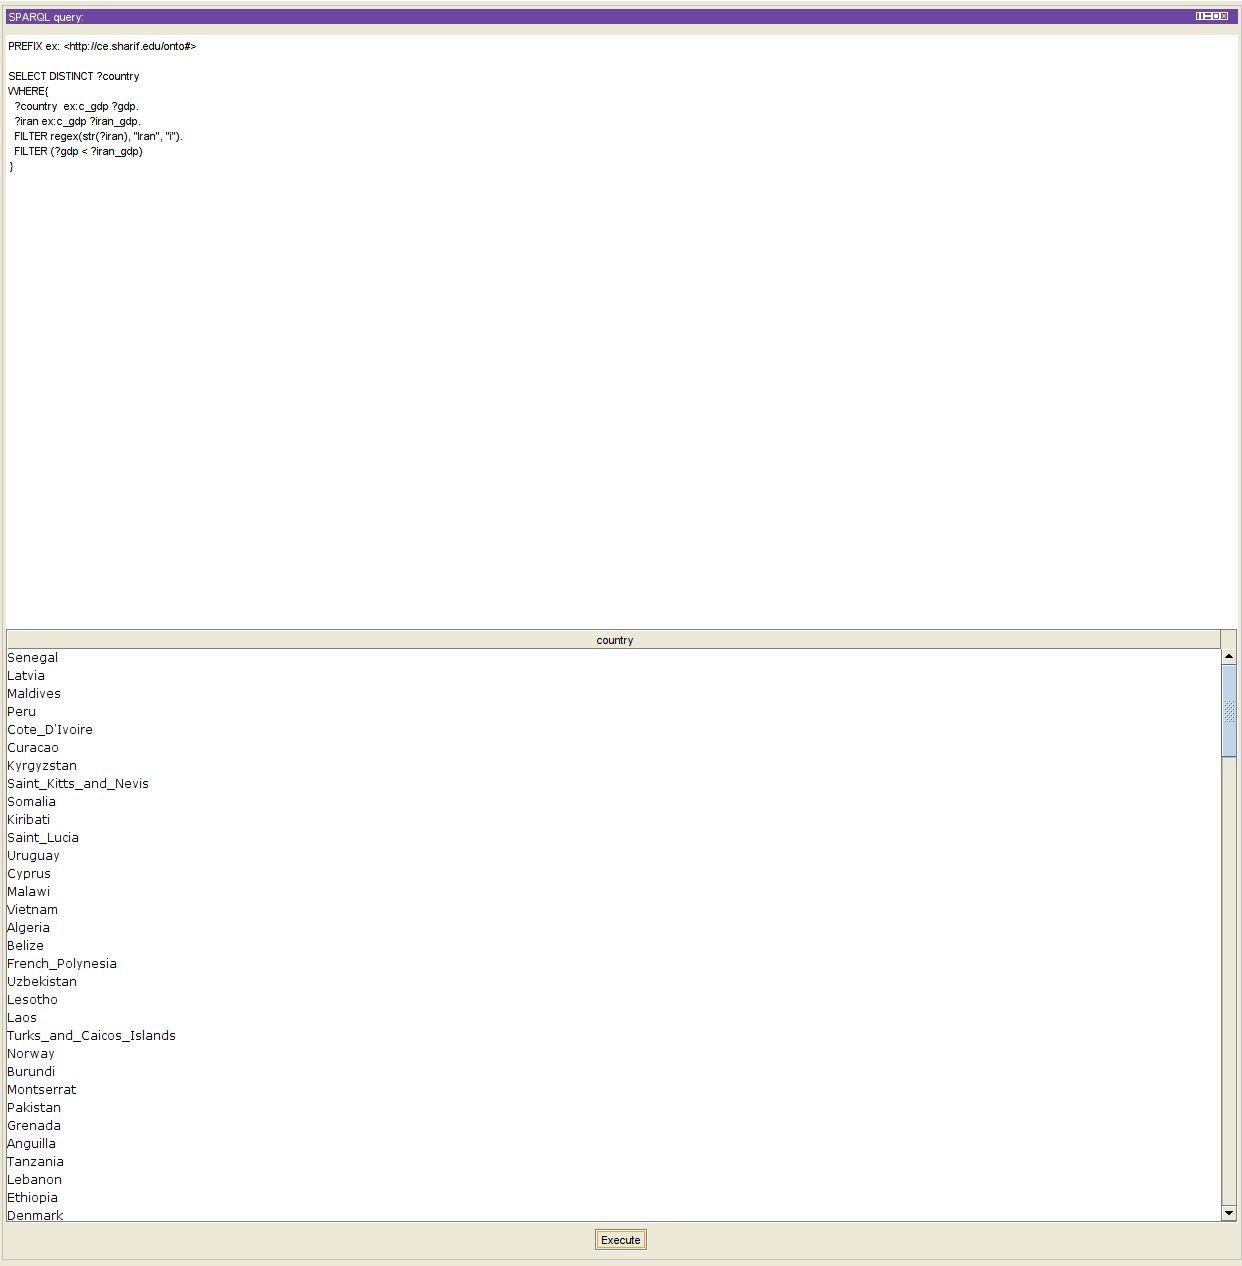 SPARQL query:
PREFIX ex: <http://ce.sharif.edu/onto#>
SELECT DISTINCT ?country
WHERE{
?country  ex:c_gdp ?gdp.
?iran ex:c_gdp ?iran_gdp.
FILTER regex(str(?iran), "Iran", "i").
FILTER (?gdp < ?iran_gdp)
}
country
Senegal
Latvia
Maldives
Peru
Cote_D'Ivoire
Curacao
Kyrgyzstan
Saint_Kitts_and_Nevis
Somalia
Kiribati
Saint_Lucia
Uruguay
Cyprus
Malawi
Vietnam
Algeria
Belize
French_Polynesia
Uzbekistan
Lesotho
Laos
Turks_and_Caicos_Islands
Norway
Burundi
Montserrat
Pakistan
Grenada
Anguilla
Tanzania
Lebanon
Ethiopia
Denmark
Execute